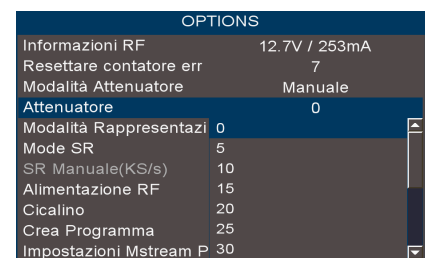 OPTIONS
Informazioni RF 12.7V / 253mA
Resettare contatore err 7
Modalità Attenuatore Manuale
Attenuatore 0
Modalità Rappresentazi 0
Mode SR 5
SR Manuale(KS/s) 10
Alimentazione RF 15
Cicalino 20
Crea Programma 25
Impostazioni Mstream P 30